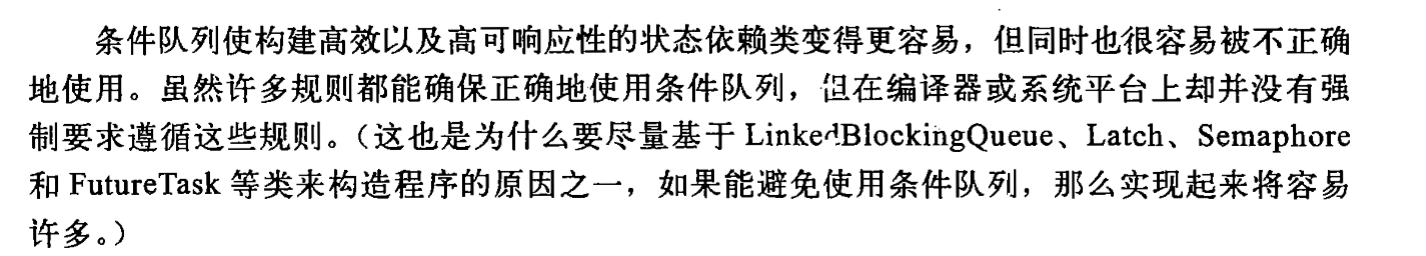 条件队列使构建高效以及高可响应性的状态依赖类变得更容易，但同时也很容易被不正确
地使用。虽然许多规则都能确保正确地使用条件队列，但在编译器或系统平台上却并没有强
制要求遵循这些规则。（这也是为什么要尽量基于 LinkedBlockingQueue、Latch、Semaphore
和 FutureTask 等类来构造程序的原因之一，如果能避免使用条件队列，那么实现起来将容易
许多。）